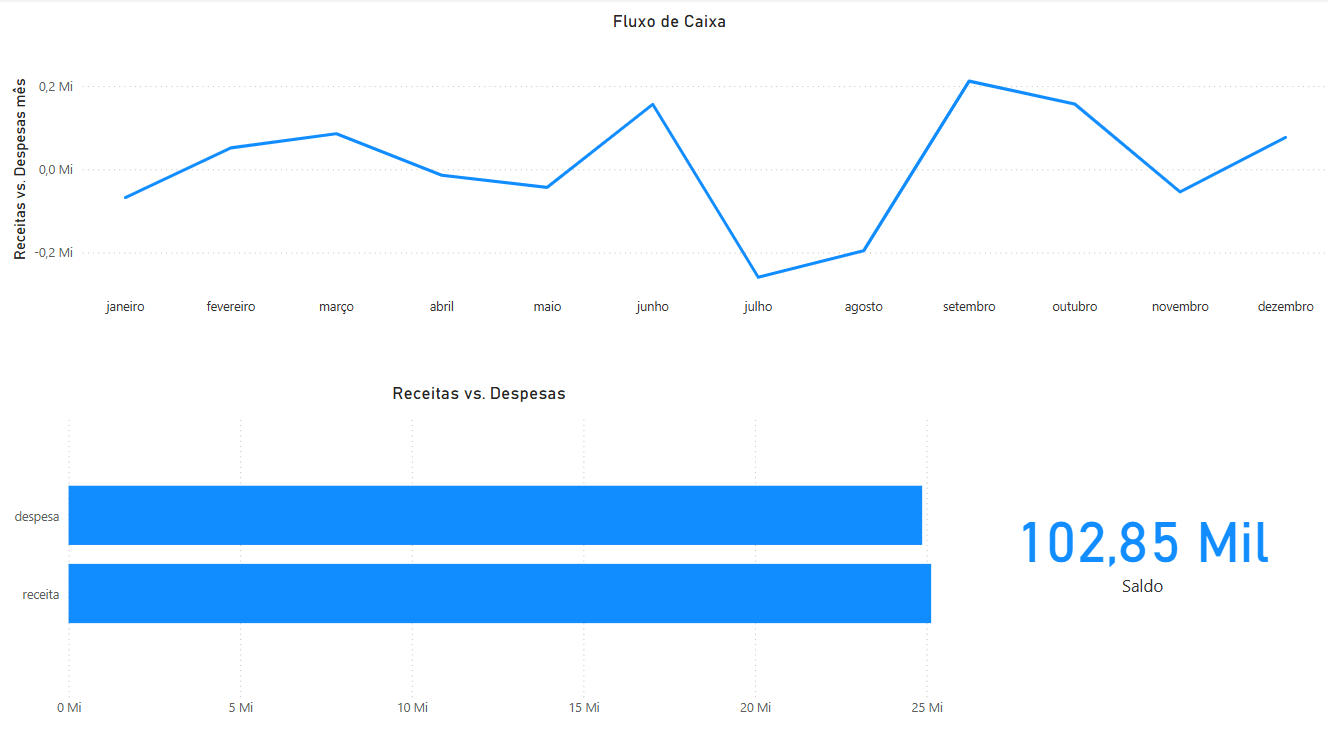 Fluxo de Caixa
Receitas vs. Despesas mês
0,2 Mi
0,0 Mi
-0,2 Mi
janeiro fevereiro março abril maio junho julho agosto setembro outubro novembro dezembro
Receitas vs. Despesas
despesa
receita
0 Mi 5 Mi 10 Mi 15 Mi 20 Mi 25 Mi
102,85 Mil
Saldo